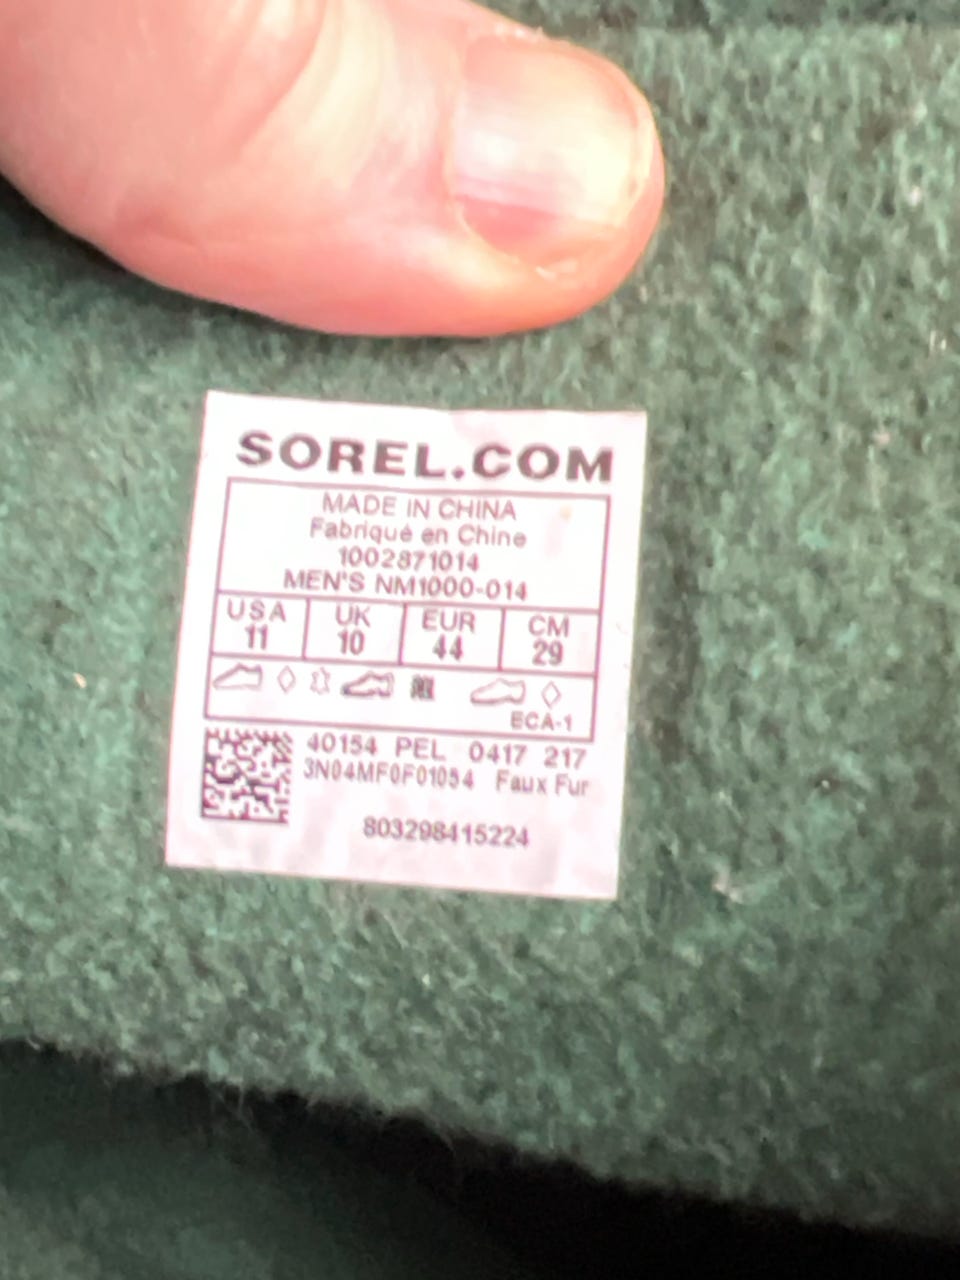 SOREL.COM
MADE IN CHINA
Fabriqué en Chine
1002871014
MEN'S NM1000-014
USA UK EUR CM
11 10 44 29
ECA-1
40154 PEL 0417 217
3N04MF0F01054 Faux Fur
803298415224